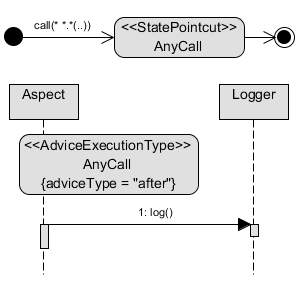 call(* *.*(..))
<<StatePointcut>>
AnyCall
Aspect
Logger
<<AdviceExecutionType>>
AnyCall
{adviceType = "after"}
1: log()